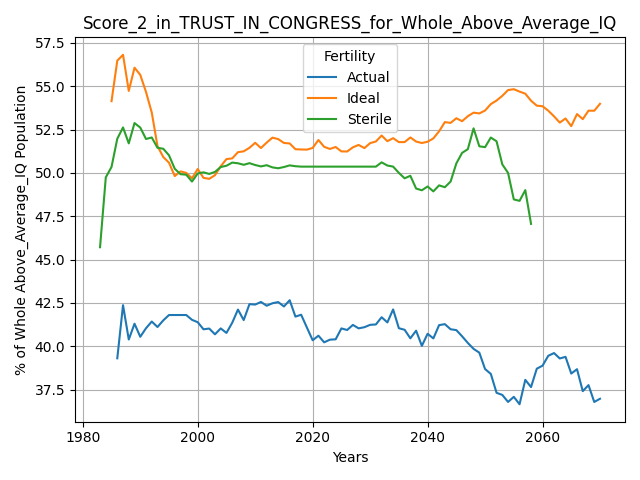 Score_2_in_TRUST_IN_CONGRESS_for_Whole_Above_Average_IQ
% of Whole Above_Average_IQ Population
57.5
55.0
52.5
50.0
47.5
45.0
42.5
40.0
37.5
Fertility
Actual
Ideal
Sterile
1980
2000
2020
2040
2060
Years